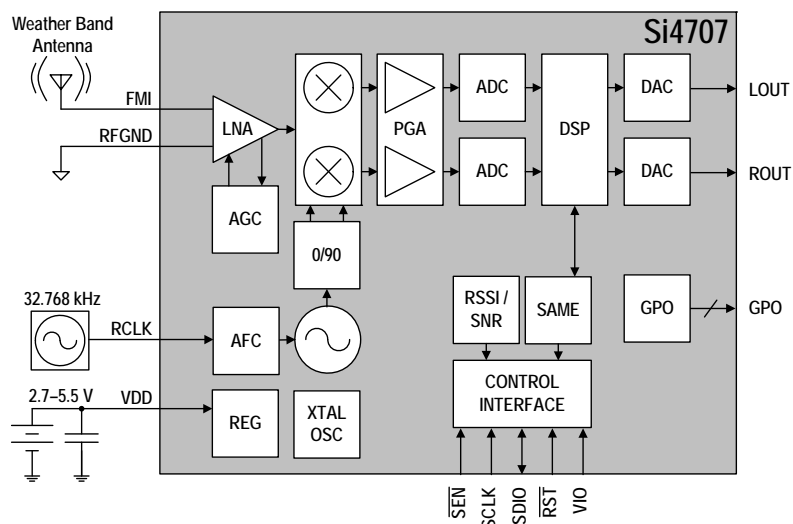 Si4707
Weather Band
Antenna
FMI
RFGND
LNA
AGC
PGA
ADC
ADC
DSP
DAC
DAC
LOUT
ROUT
0/90
32.768 kHz
RCLK
AFC
RSSI /
SNR
SAME
GPO
GPO
2.7–5.5 V
VDD
REG
XTAL
OSC
CONTROL
INTERFACE
SEN
SCLK
SDIO
RST
VIO